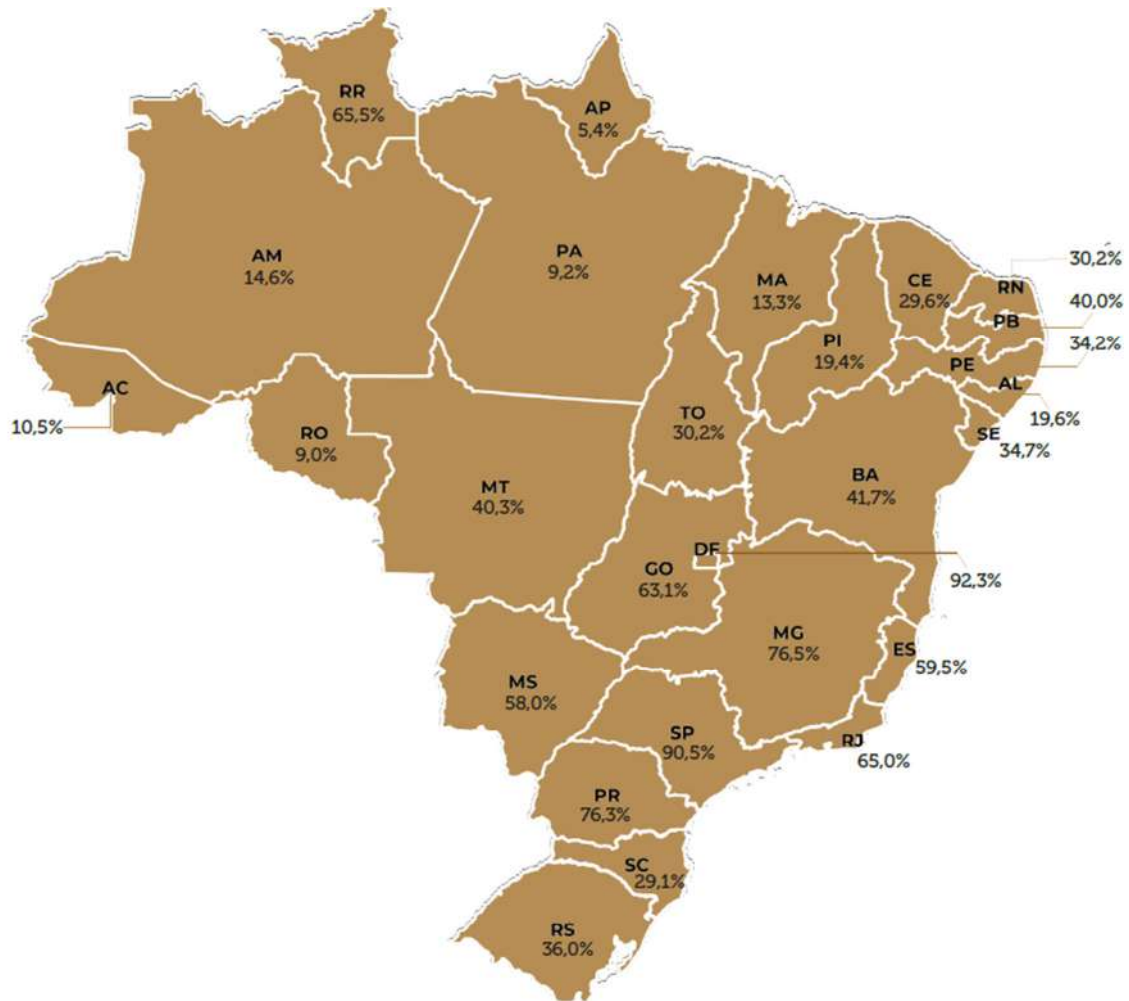 RR
65,5%
AP
5,4%
AM
14,6%
PA
9,2%
MA
13,3%
CE
29,6%
30,2%
RN
40,0%
PB
34,2%
PI
19,4%
PE
AL
19,6%
AC
10,5%
TO
30,2%
SE
34,7%
RO
9,0%
MT
40,3%
BA
41,7%
DF
92,3%
GO
63,1%
MG
76,5%
ES
59,5%
MS
58,0%
SP
90,5%
RJ
65,0%
PR
76,3%
SC
29,1%
RS
36,0%